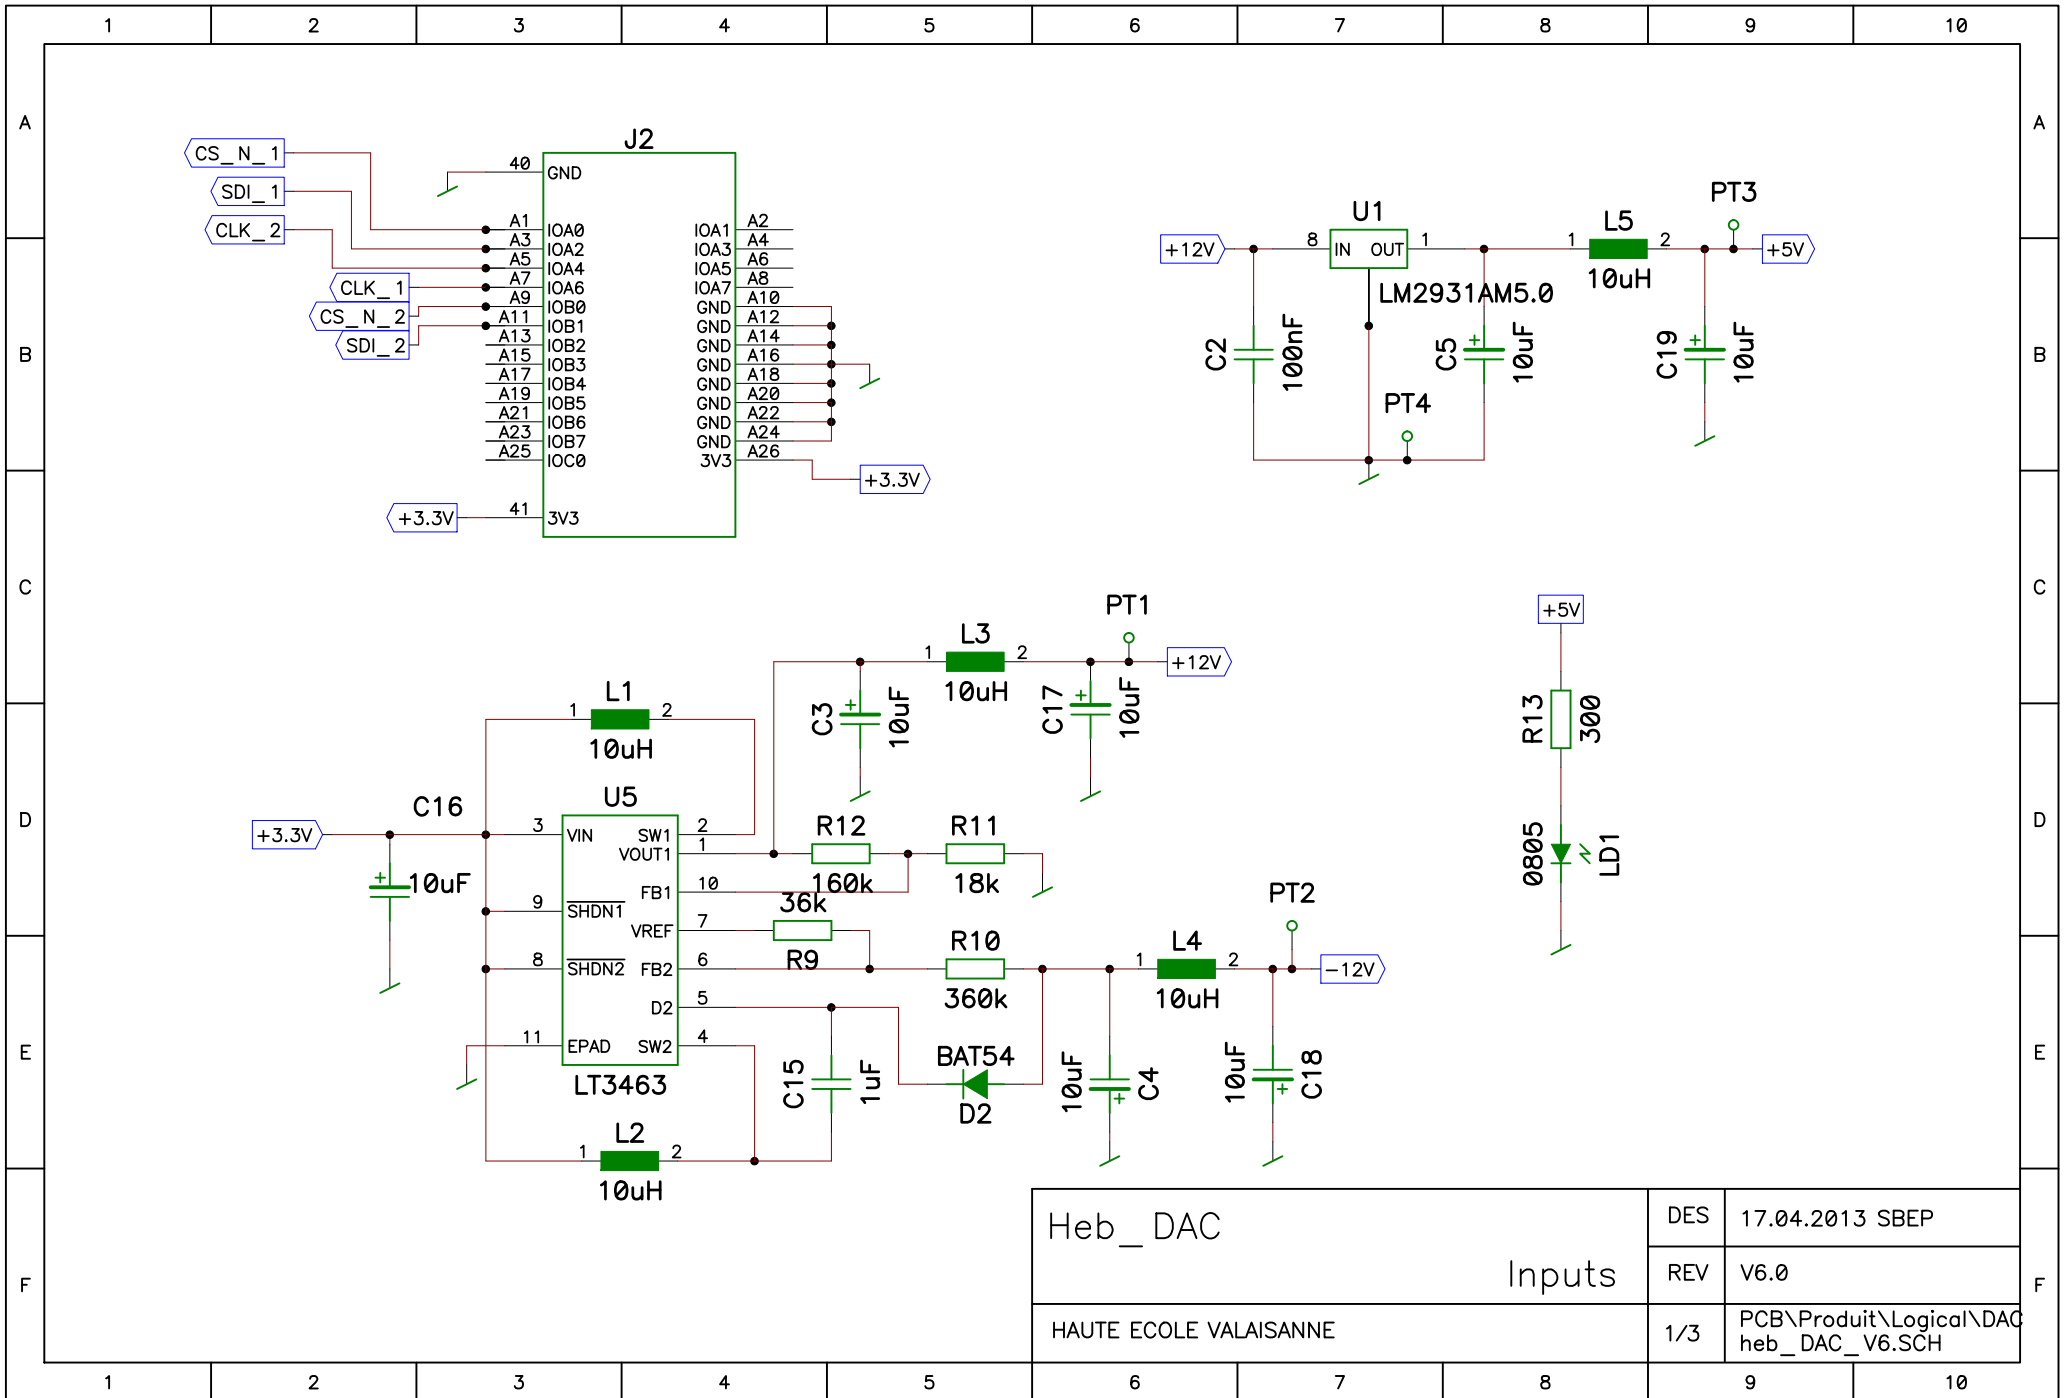 1 2 3 4 5 6 7 8 9 10
A A
B B
C C
D D
E E
F F
J2
CS_N_1
SDI_1
CLK_2
CLK_1
CS_N_2
SDI_2
40 GND
A1 IOA0 IOA1 A2
A3 IOA2 IOA3 A4
A5 IOA4 IOA5 A6
A7 IOA6 IOA7 A8
A9 IOB0 GND A10
A11 IOB1 GND A12
A13 IOB2 GND A14
A15 IOB3 GND A16
A17 IOB4 GND A18
A19 IOB5 GND A20
A21 IOB6 GND A22
A23 IOB7 GND A24
A25 IOC0 3V3 A26
+3.3V
+3.3V 41 3V3
PT3
U1
L5
+12V 8 IN OUT 1 1 2 +5V
LM2931AM5.0
10uH
C2 100nF
C5 + 10uF
C19 + 10uF
PT4
PT1
L3
1 2 +12V
10uH
C3 + 10uF
C17 + 10uF
L1
1 2
10uH
C16
+3.3V
+ 10uF
U5
3 VIN SW1 2
VOUT1 1
FB1 10
9 SHDN1
VREF 7
8 SHDN2 FB2 6
D2 5
11 EPAD SW2 4
LT3463
L2
1 2
10uH
R12
160k
R11
18k
36k
R9
R10
360k
C15 1uF
BAT54
D2
10uF + C4
L4
1 2
10uH
PT2
-12V
10uF + C18
+5V
R13 300
0805 LD1
Heb_DAC
Inputs
HAUTE ECOLE VALAISANNE
DES 17.04.2013 SBEP
REV V6.0
1/3 PCB\Produit\Logical\DAC
heb_DAC_V6.SCH
1 2 3 4 5 6 7 8 9 10